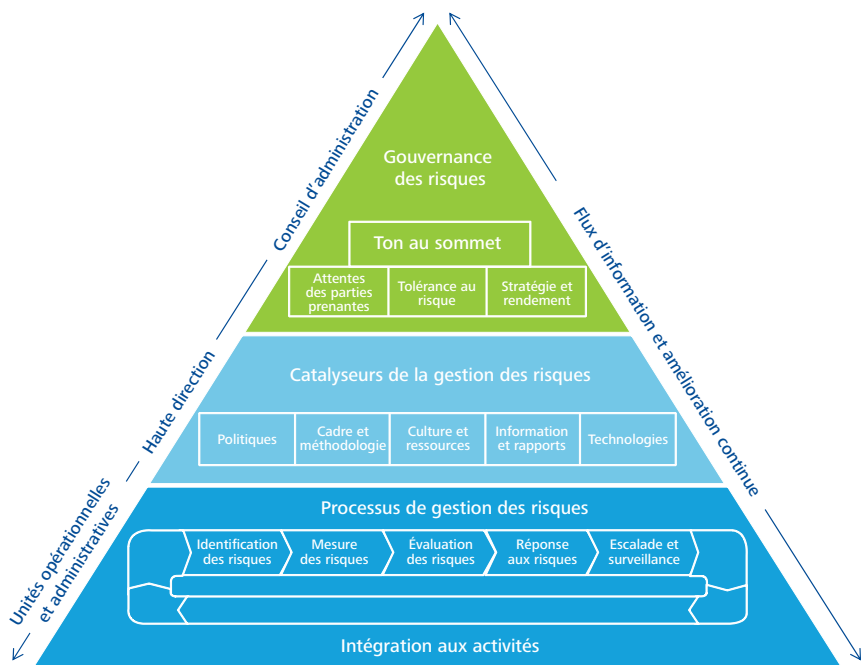 Gouvernance
des risques
Ton au sommet
Attentes
des parties
prenantes
Tolérance au
risque
Stratégie et
rendement
Catalyseurs de la gestion des risques
Politiques
Cadre et
méthodologie
Culture et
ressources
Information
et rapports
Technologies
Processus de gestion des risques
Identification
des risques
Mesure
des risques
Évaluation
des risques
Réponse
aux risques
Escalade et
surveillance
Intégration aux activités
Conseil d'administration
Haute direction
Unités opérationnelles
et administratives
Flux d'information et amélioration continue